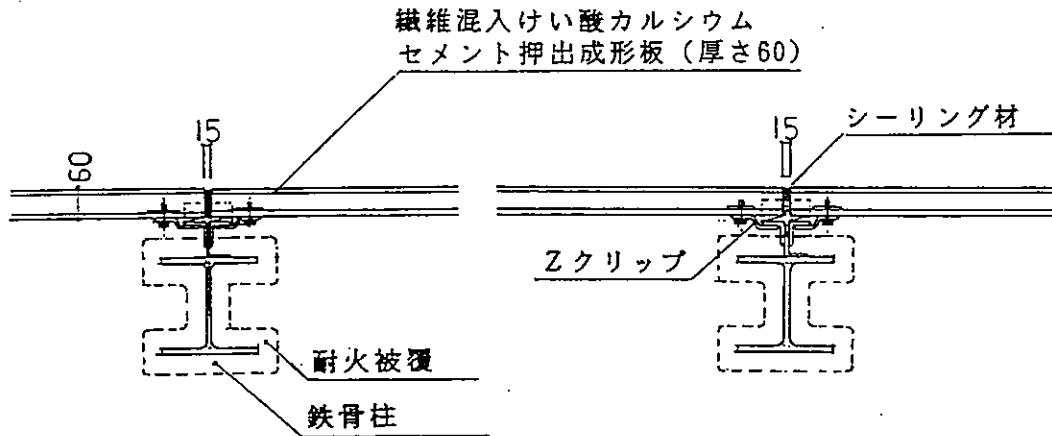 繊維混入けい酸カルシウム
セメント押出成形板（厚さ60）
15
15
シーリング材
60
Zクリップ
耐火被覆
鉄骨柱